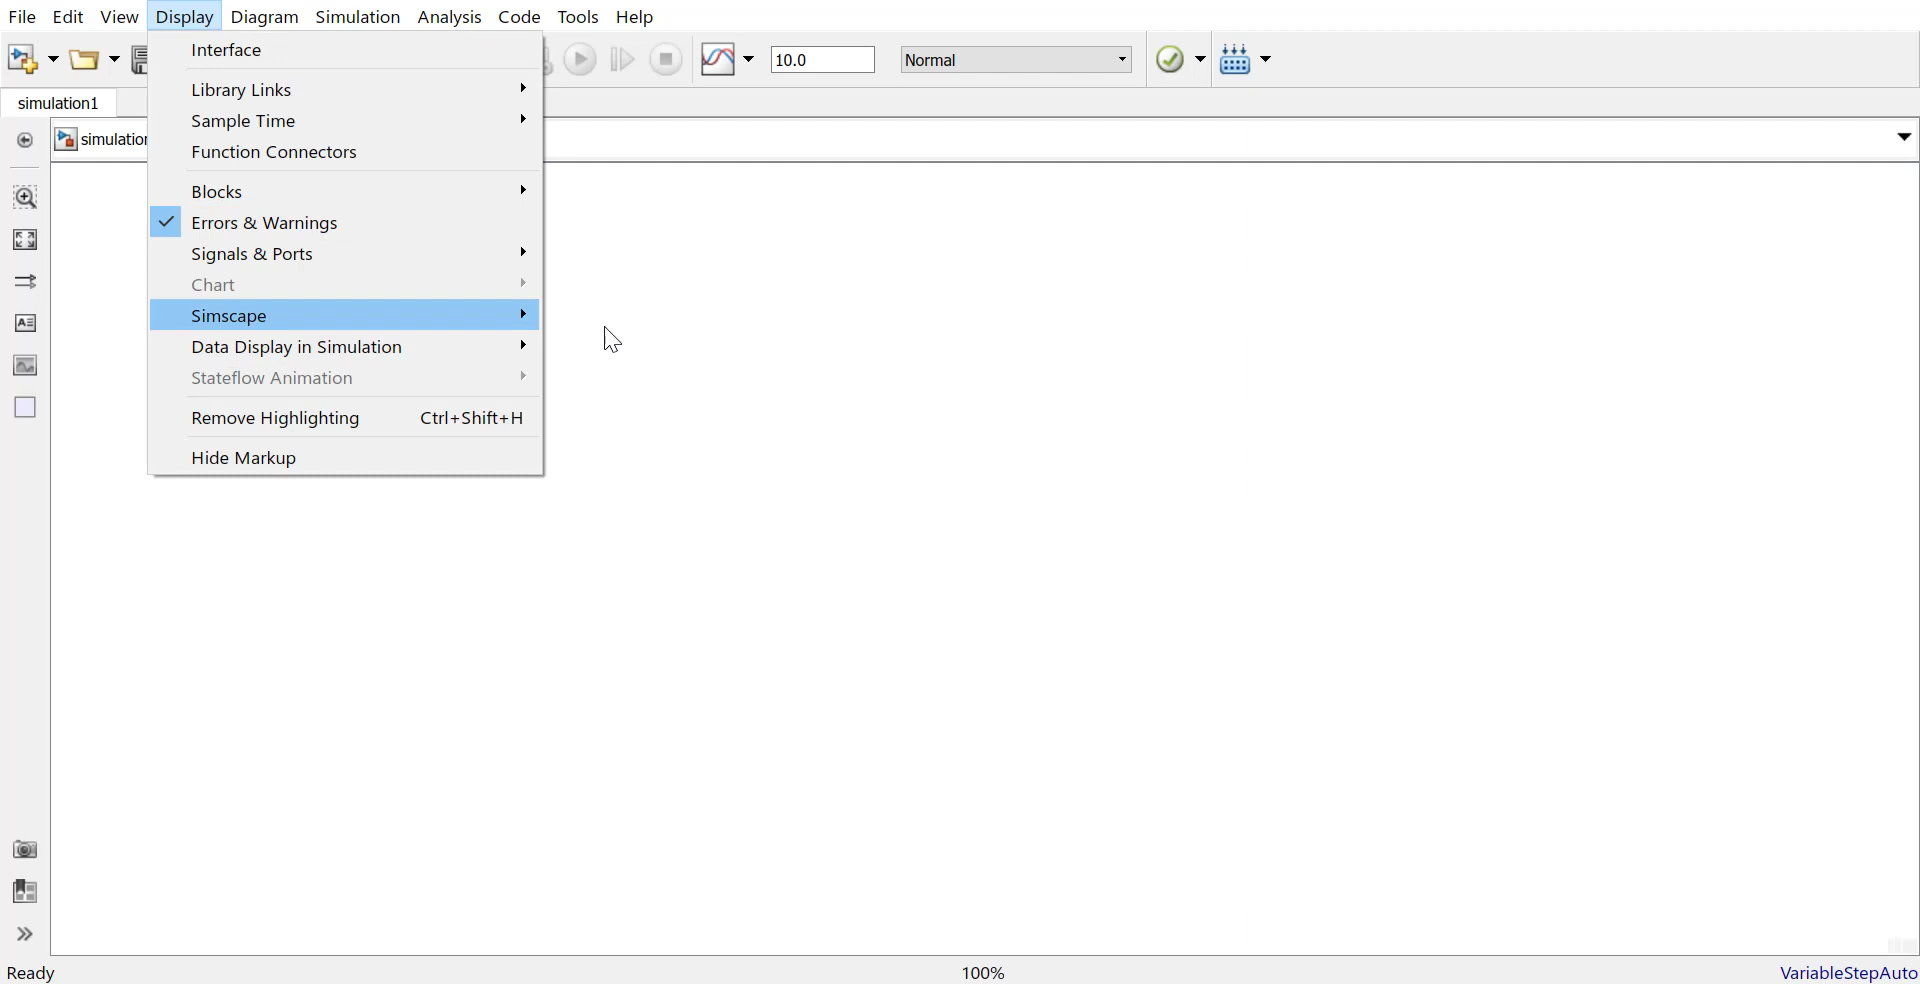 File Edit View Display Diagram Simulation Analysis Code Tools Help
10.0 Normal
simulation1
Interface
Library Links
Sample Time
Function Connectors
Blocks
Errors & Warnings
Signals & Ports
Chart
Simscape
Data Display in Simulation
Stateflow Animation
Remove Highlighting Ctrl+Shift+H
Hide Markup
Ready 100% VariableStepAuto